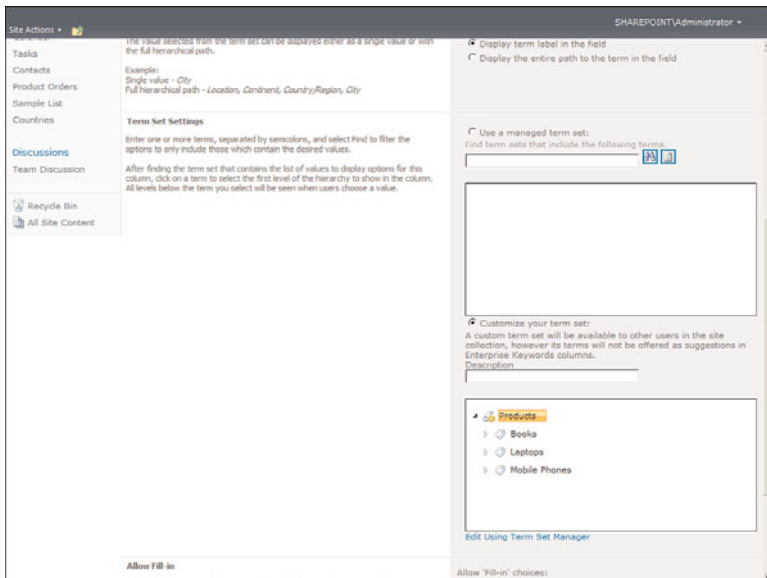 SHAREPOINT\Administrator
Site Actions
Tasks
Contacts
Product Orders
Sample List
Countries
Discussions
Team Discussion
Recycle Bin
All Site Content
The value selected from the term set can be displayed either as a single value or with
the full hierarchical path.
Example:
Single value - City
Full hierarchical path - Location, Continent, Country/Region, City
Display term label in the field
Display the entire path to the term in the field
Term Set Settings
Enter one or more terms, separated by semicolons, and select Find to filter the
options to only include those which contain the desired values.
After finding the term set that contains the list of values to display options for this
column, click on a term to select the first level of the hierarchy to show in the column.
All levels below the term you select will be seen when users choose a value.
Use a managed term set:
Find term sets that include the following terms.
Customize your term set:
A custom term set will be available to other users in the site
collection, however its terms will not be offered as suggestions in
Enterprise Keywords columns.
Description
Products
Books
Laptops
Mobile Phones
Edit Using Term Set Manager
Allow Fill-in
Allow 'Fill-in' choices: